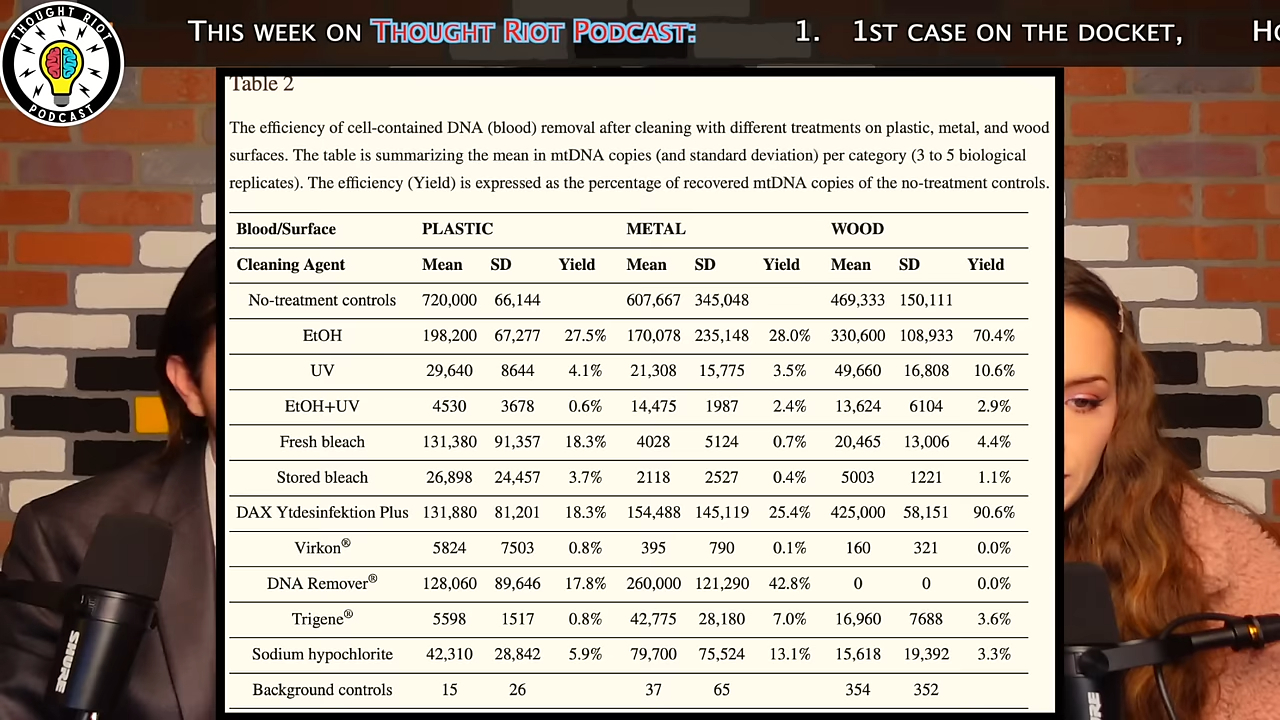 THIS WEEK ON THOUGHT RIOT PODCAST: 1. 1ST CASE ON THE DOCKET,
THOUGHT RIOT
PODCAST
Table 2
The efficiency of cell-contained DNA (blood) removal after cleaning with different treatments on plastic, metal, and wood
surfaces. The table is summarizing the mean in mtDNA copies (and standard deviation) per category (3 to 5 biological
replicates). The efficiency (Yield) is expressed as the percentage of recovered mtDNA copies of the no-treatment controls.
Blood/Surface PLASTIC METAL WOOD
Cleaning Agent Mean SD Yield Mean SD Yield Mean SD Yield
No-treatment controls 720,000 66,144 607,667 345,048 469,333 150,111
EtOH 198,200 67,277 27.5% 170,078 235,148 28.0% 330,600 108,933 70.4%
UV 29,640 8644 4.1% 21,308 15,775 3.5% 49,660 16,808 10.6%
EtOH+UV 4530 3678 0.6% 14,475 1987 2.4% 13,624 6104 2.9%
Fresh bleach 131,380 91,357 18.3% 4028 5124 0.7% 20,465 13,006 4.4%
Stored bleach 26,898 24,457 3.7% 2118 2527 0.4% 5003 1221 1.1%
DAX Ytdesinfektion Plus 131,880 81,201 18.3% 154,488 145,119 25.4% 425,000 58,151 90.6%
Virkon® 5824 7503 0.8% 395 790 0.1% 160 321 0.0%
DNA Remover® 128,060 89,646 17.8% 260,000 121,290 42.8% 0 0 0.0%
Trigene® 5598 1517 0.8% 42,775 28,180 7.0% 16,960 7688 3.6%
Sodium hypochlorite 42,310 28,842 5.9% 79,700 75,524 13.1% 15,618 19,392 3.3%
Background controls 15 26 37 65 354 352
SHURE